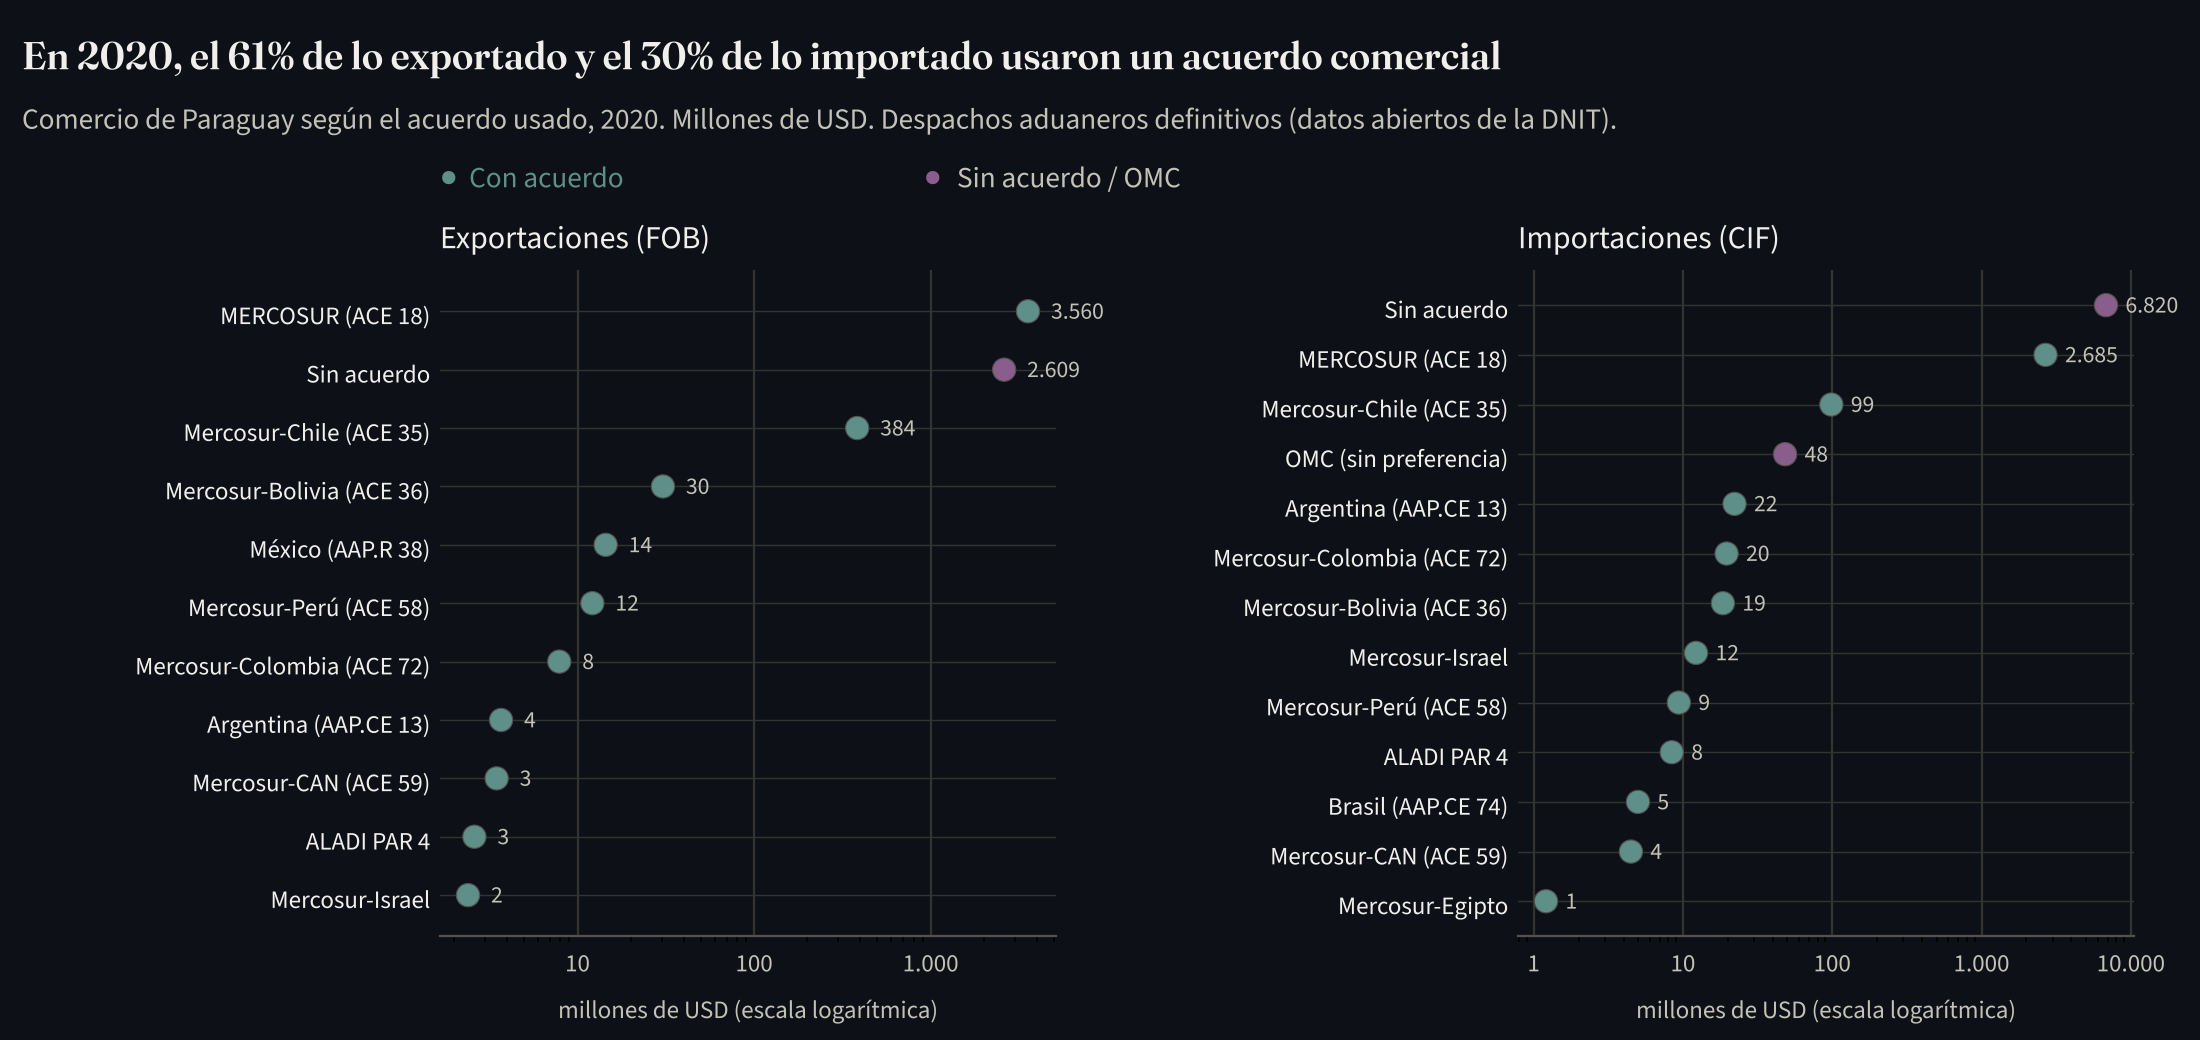 En 2020, el 61% de lo exportado y el 30% de lo importado usaron un acuerdo comercial
Comercio de Paraguay según el acuerdo usado, 2020. Millones de USD. Despachos aduaneros definitivos (datos abiertos de la DNIT).
Con acuerdo
Sin acuerdo / OMC
Exportaciones (FOB)
MERCOSUR (ACE 18) 3.560
Sin acuerdo 2.609
Mercosur-Chile (ACE 35) 384
Mercosur-Bolivia (ACE 36) 30
México (AAP.R 38) 14
Mercosur-Perú (ACE 58) 12
Mercosur-Colombia (ACE 72) 8
Argentina (AAP.CE 13) 4
Mercosur-CAN (ACE 59) 3
ALADI PAR 4 3
Mercosur-Israel 2
10 100 1.000
millones de USD (escala logarítmica)
Importaciones (CIF)
Sin acuerdo 6.820
MERCOSUR (ACE 18) 2.685
Mercosur-Chile (ACE 35) 99
OMC (sin preferencia) 48
Argentina (AAP.CE 13) 22
Mercosur-Colombia (ACE 72) 20
Mercosur-Bolivia (ACE 36) 19
Mercosur-Israel 12
Mercosur-Perú (ACE 58) 9
ALADI PAR 4 8
Brasil (AAP.CE 74) 5
Mercosur-CAN (ACE 59) 4
Mercosur-Egipto 1
1 10 100 1.000 10.000
millones de USD (escala logarítmica)